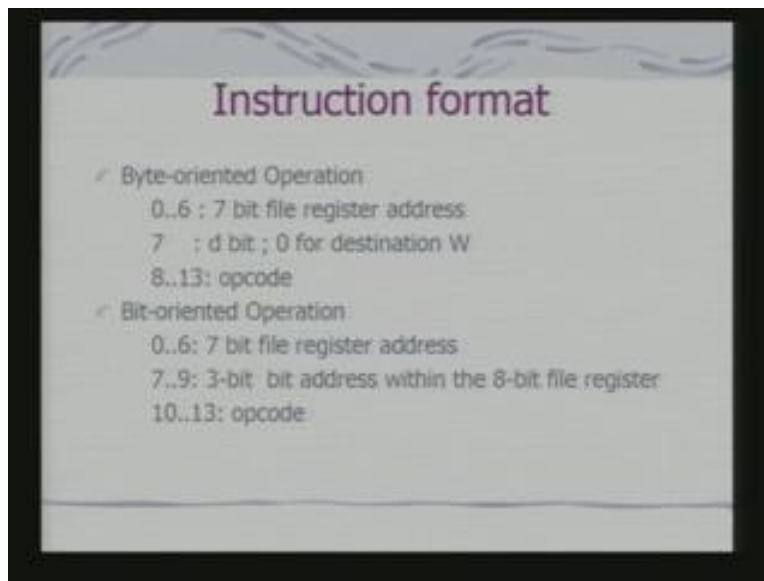 Instruction format
Byte-oriented Operation
0..6 : 7 bit file register address
7 : d bit ; 0 for destination W
8..13: opcode
Bit-oriented Operation
0..6: 7 bit file register address
7..9: 3-bit bit address within the 8-bit file register
10..13: opcode